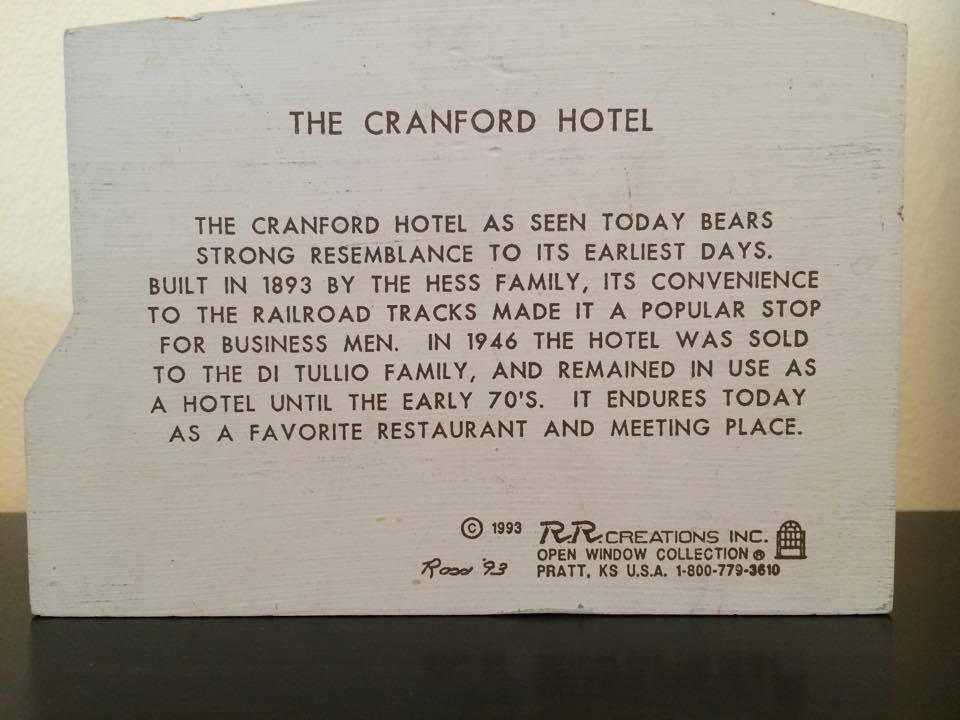 THE CRANFORD HOTEL
THE CRANFORD HOTEL AS SEEN TODAY BEARS
STRONG RESEMBLANCE TO ITS EARLIEST DAYS.
BUILT IN 1893 BY THE HESS FAMILY, ITS CONVENIENCE
TO THE RAILROAD TRACKS MADE IT A POPULAR STOP
FOR BUSINESS MEN. IN 1946 THE HOTEL WAS SOLD
TO THE DI TULLIO FAMILY, AND REMAINED IN USE AS
A HOTEL UNTIL THE EARLY 70'S. IT ENDURES TODAY
AS A FAVORITE RESTAURANT AND MEETING PLACE.
© 1993 R.R. CREATIONS INC.
OPEN WINDOW COLLECTION ®
Ross '93 PRATT, KS U.S.A. 1-800-779-3610